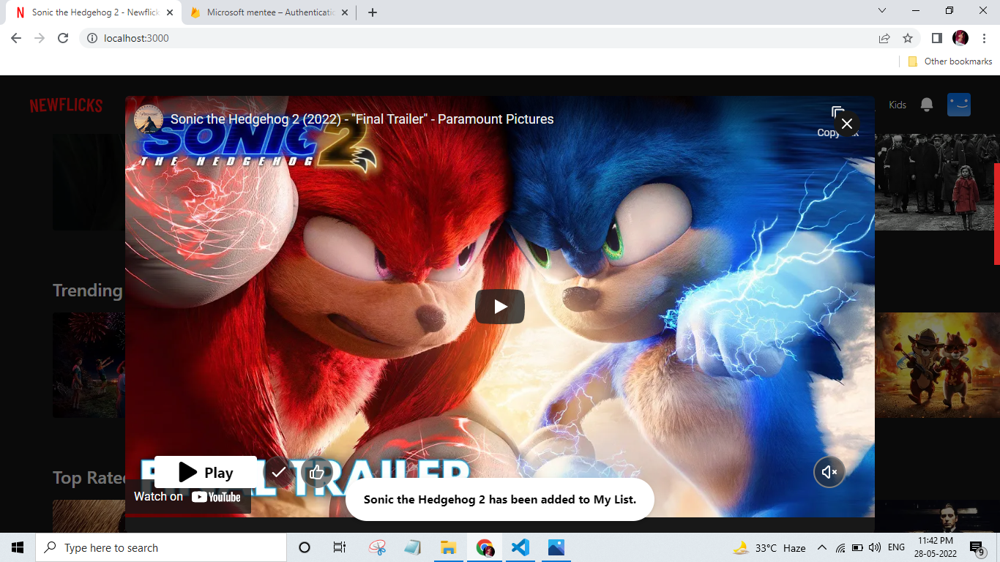 Sonic the Hedgehog 2 - Newflick
Microsoft mentee – Authenticatic
localhost:3000
Other bookmarks
NEWFLICKS
Kids
Sonic the Hedgehog 2 (2022) - "Final Trailer" - Paramount Pictures
SONIC 2
THE HEDGEHOG
Trending
FINAL TRAILER
Play
Top Rate
Watch on YouTube
Sonic the Hedgehog 2 has been added to My List.
Type here to search
33°C Haze
ENG
11:42 PM
28-05-2022
9